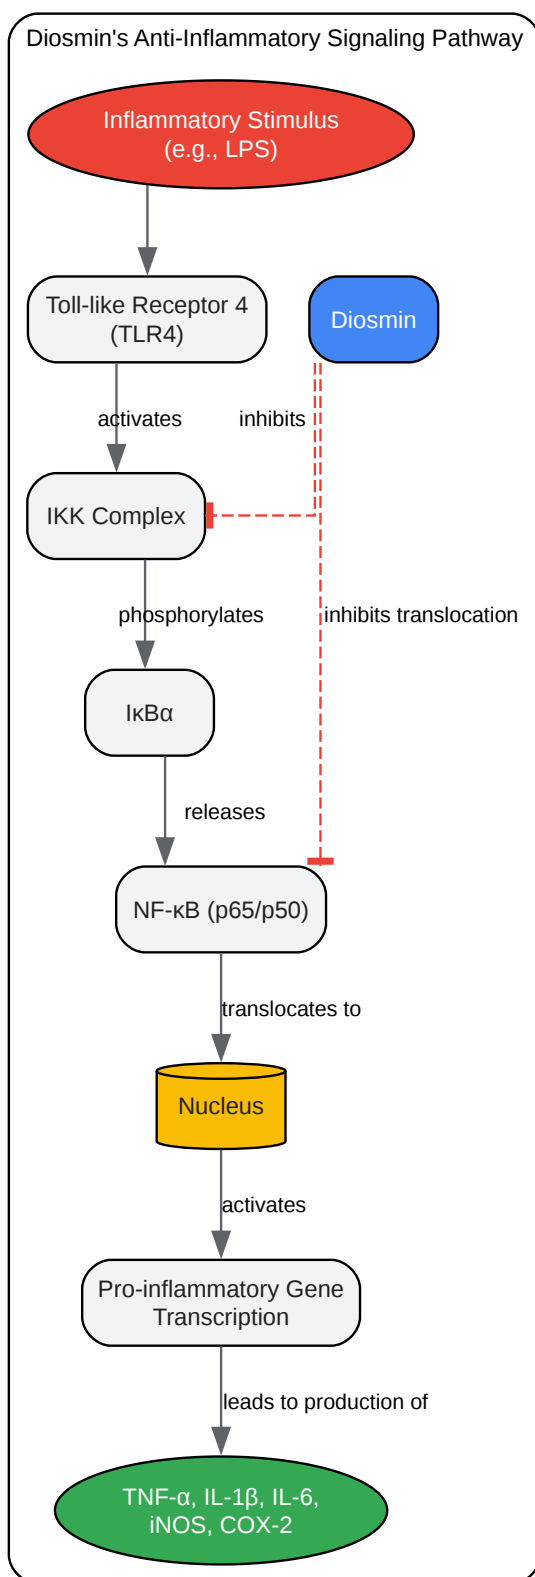 Diosmin's Anti-Inflammatory Signaling Pathway
Inflammatory Stimulus
(e.g., LPS)
Toll-like Receptor 4
(TLR4)
Diosmin
activates
inhibits
IKK Complex
phosphorylates
inhibits translocation
IκBα
releases
NF-κB (p65/p50)
translocates to
Nucleus
activates
Pro-inflammatory Gene
Transcription
leads to production of
TNF-α, IL-1β, IL-6,
iNOS, COX-2